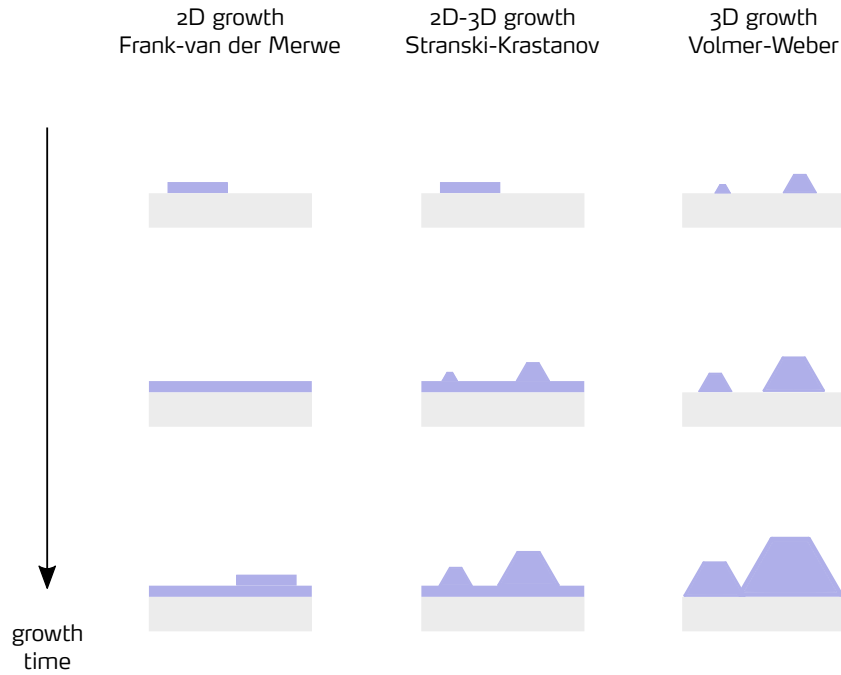 2D growth
Frank-van der Merwe
2D-3D growth
Stranski-Krastanov
3D growth
Volmer-Weber
growth
time